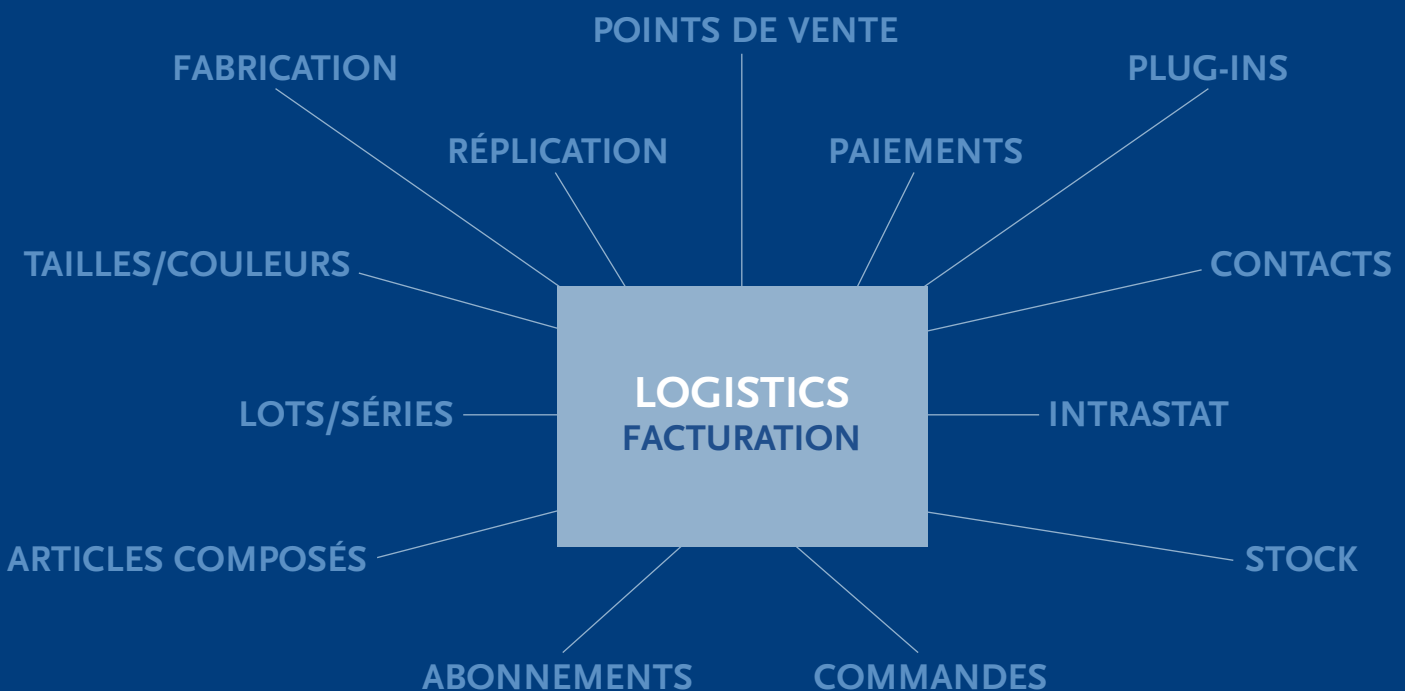 POINTS DE VENTE
FABRICATION
PLUG-INS
RÉPLICATION
PAIEMENTS
TAILLES/COULEURS
CONTACTS
LOGISTICS
FACTURATION
LOTS/SÉRIES
INTRASTAT
ARTICLES COMPOSÉS
STOCK
ABONNEMENTS
COMMANDES